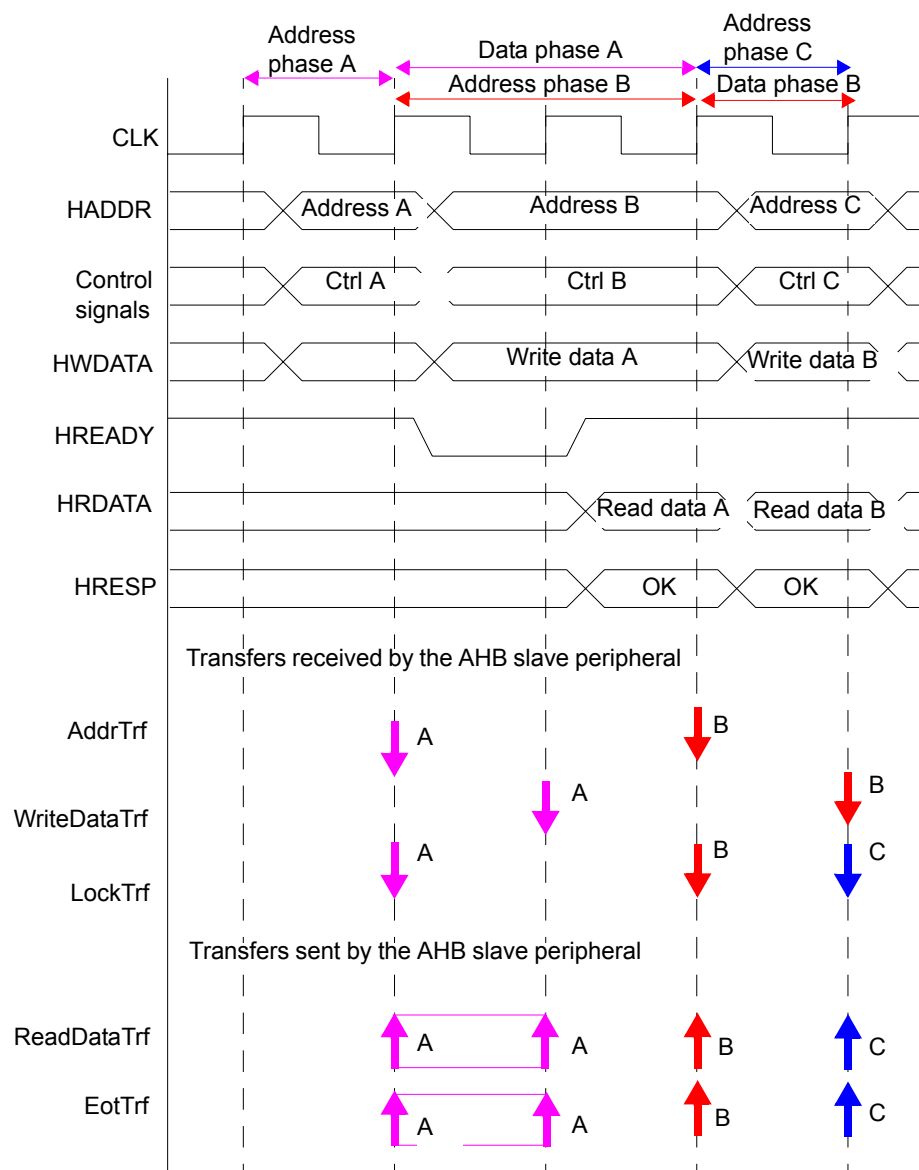 Address
phase A
Data phase A
Address
phase C
Address phase B
Data phase B
CLK
HADDR
Address A
Address B
Address C
Control
signals
Ctrl A
Ctrl B
Ctrl C
HWDATA
Write data A
Write data B
HREADY
HRDATA
Read data A
Read data B
HRESP
OK
OK
Transfers received by the AHB slave peripheral
AddrTrf
A
B
WriteDataTrf
A
B
LockTrf
A
B
C
Transfers sent by the AHB slave peripheral
ReadDataTrf
A
A
B
C
EotTrf
A
A
B
C